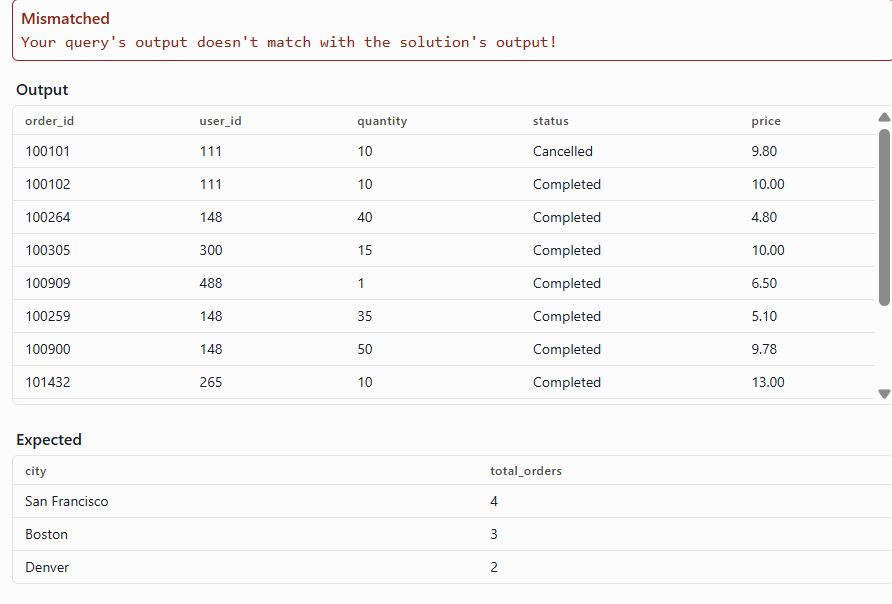 Mismatched
Your query's output doesn't match with the solution's output!
Output
order_id user_id quantity status price
100101 111 10 Cancelled 9.80
100102 111 10 Completed 10.00
100264 148 40 Completed 4.80
100305 300 15 Completed 10.00
100909 488 1 Completed 6.50
100259 148 35 Completed 5.10
100900 148 50 Completed 9.78
101432 265 10 Completed 13.00
Expected
city total_orders
San Francisco 4
Boston 3
Denver 2